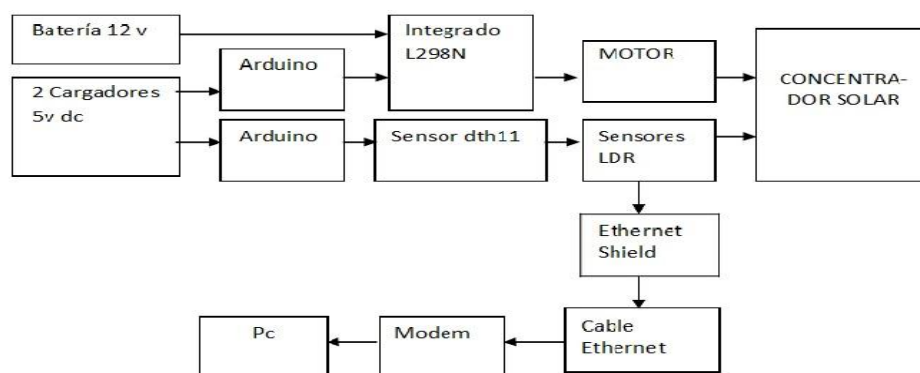 Batería 12 v
Integrado
L298N
Arduino
MOTOR
CONCENTRA-
DOR SOLAR
2 Cargadores
5v dc
Arduino
Sensor dth11
Sensores
LDR
Ethernet
Shield
Cable
Ethernet
Modem
Pc